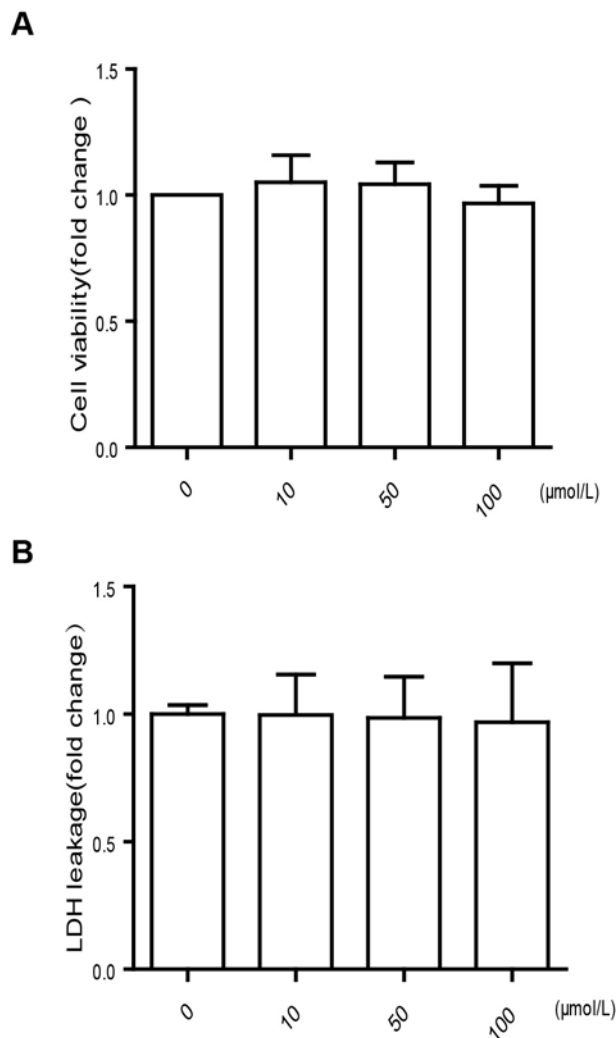 A
Cell viability(fold change )
1.5
1.0
0.5
0.0
0 10 50 100 (µmol/L)
B
LDH leakage(fold change)
1.5
1.0
0.5
0.0
0 10 50 100 (µmol/L)